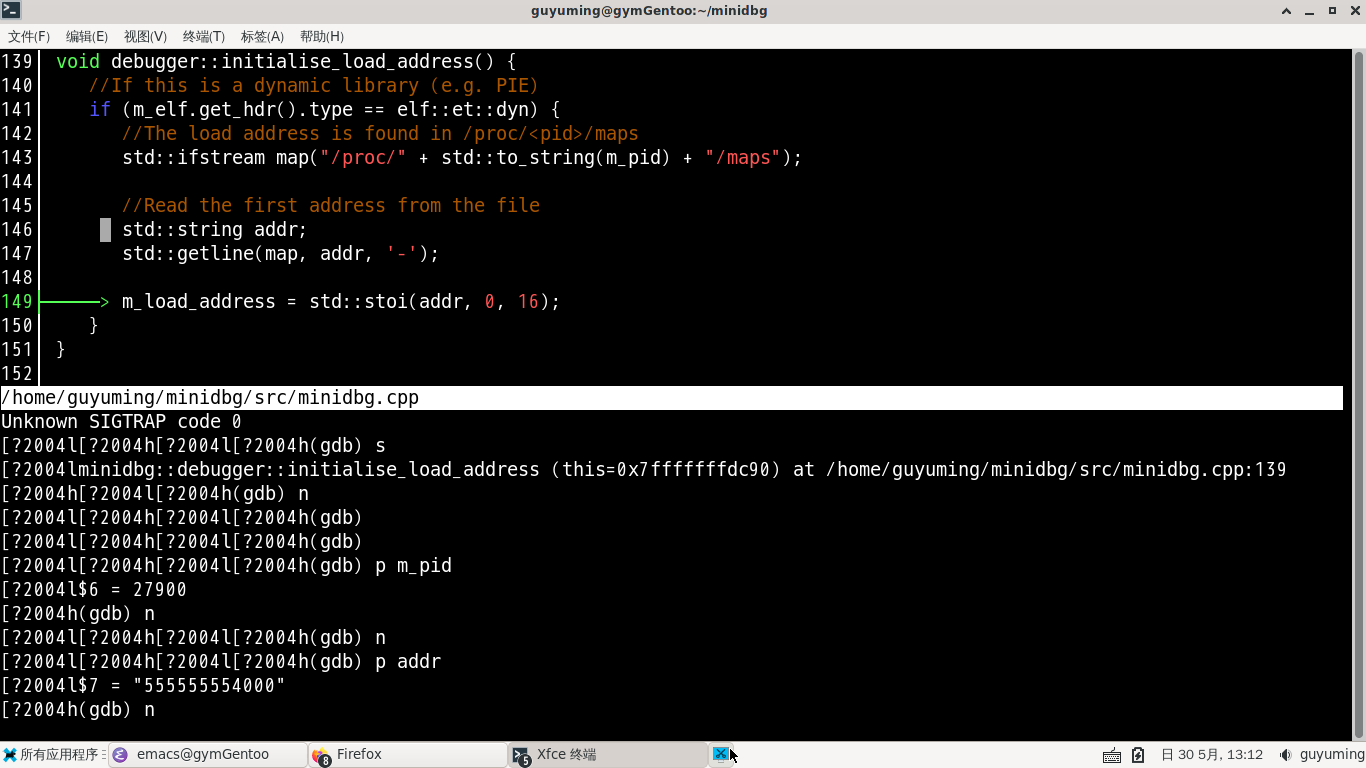 guyuming@gymGentoo:~/minidbg
文件(F) 编辑(E) 视图(V) 终端(T) 标签(A) 帮助(H)
139 void debugger::initialise_load_address() {
140 //If this is a dynamic library (e.g. PIE)
141 if (m_elf.get_hdr().type == elf::et::dyn) {
142 //The load address is found in /proc/<pid>/maps
143 std::ifstream map("/proc/" + std::to_string(m_pid) + "/maps");
144
145 //Read the first address from the file
146 std::string addr;
147 std::getline(map, addr, '-');
148
149 ────> m_load_address = std::stoi(addr, 0, 16);
150 }
151 }
152
/home/guyuming/minidbg/src/minidbg.cpp
Unknown SIGTRAP code 0
[?2004l[?2004h[?2004l[?2004h(gdb) s
[?2004lminidbg::debugger::initialise_load_address (this=0x7fffffffdc90) at /home/guyuming/minidbg/src/minidbg.cpp:139
[?2004h[?2004l[?2004h(gdb) n
[?2004l[?2004h[?2004l[?2004h(gdb)
[?2004l[?2004h[?2004l[?2004h(gdb)
[?2004l[?2004h[?2004l[?2004h(gdb) p m_pid
[?2004l$6 = 27900
[?2004h(gdb) n
[?2004l[?2004h[?2004l[?2004h(gdb) n
[?2004l[?2004h[?2004l[?2004h(gdb) p addr
[?2004l$7 = "555555554000"
[?2004h(gdb) n
所有应用程序 emacs@gymGentoo 8 Firefox 5 Xfce 终端 日 30 5月, 13:12 guyuming